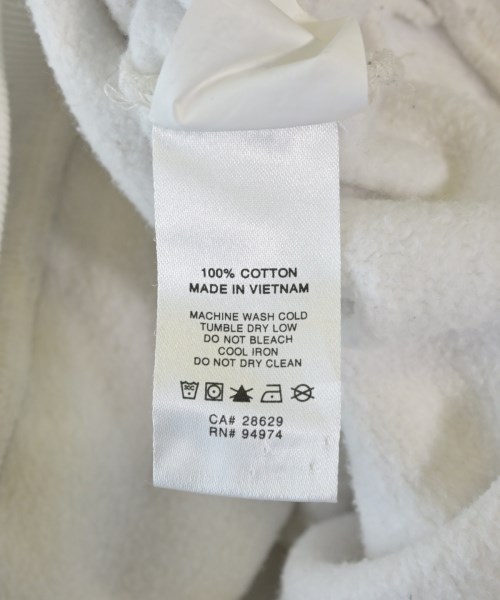 100% COTTON
MADE IN VIETNAM
MACHINE WASH COLD
TUMBLE DRY LOW
DO NOT BLEACH
COOL IRON
DO NOT DRY CLEAN
30C
CA# 28629
RN# 94974